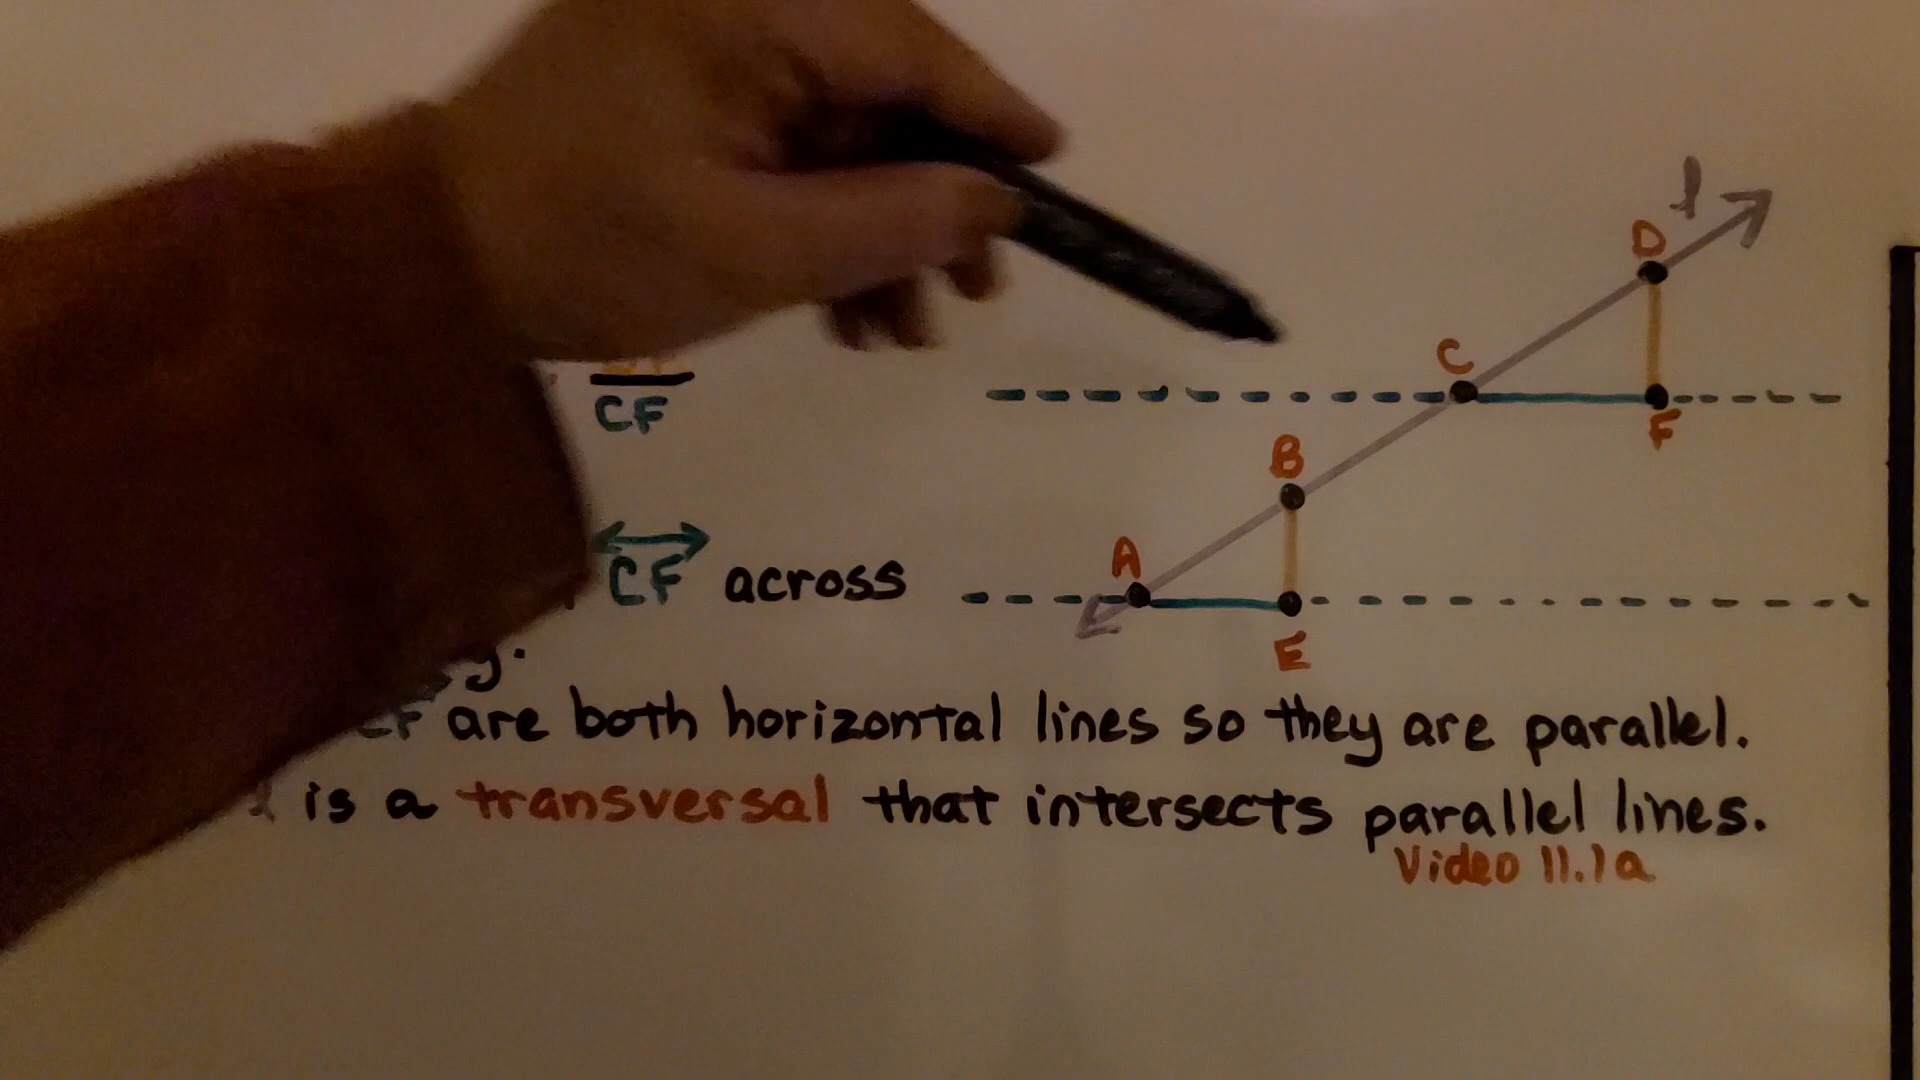 l
D
CF
C
F
B
CF across
A
E
y.
CF are both horizontal lines so they are parallel.
l is a transversal that intersects parallel lines.
Video 11.1a